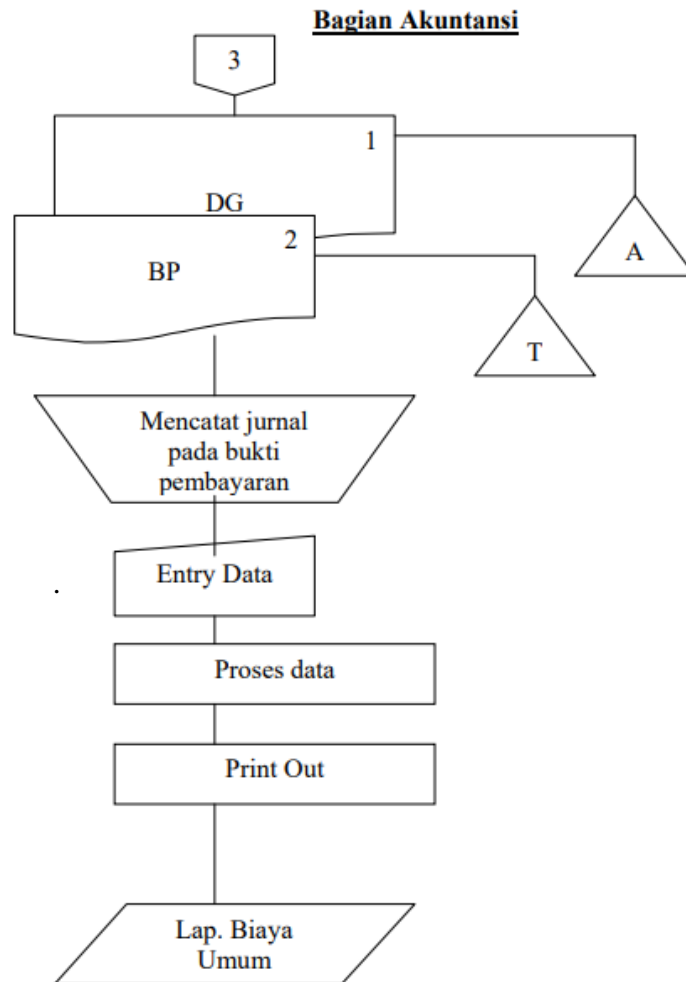 Bagian Akuntansi
3
1
DG
2
BP
A
T
Mencatat jurnal
pada bukti
pembayaran
Entry Data
.
Proses data
Print Out
Lap. Biaya
Umum